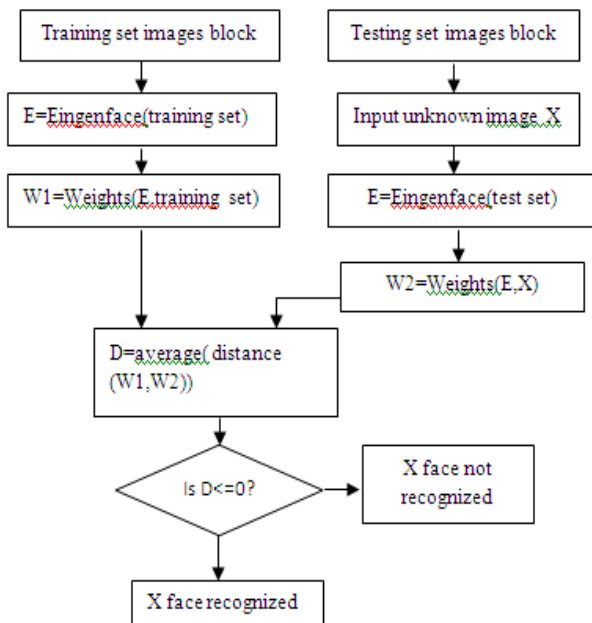 Training set images block
Testing set images block
E=Eingenface(training set)
Input unknown image X
W1=Weights(E,training set)
E=Eingenface(test set)
W2=Weights(E,X)
D=average( distance
(W1,W2))
Is D<=0?
X face not
recognized
X face recognized